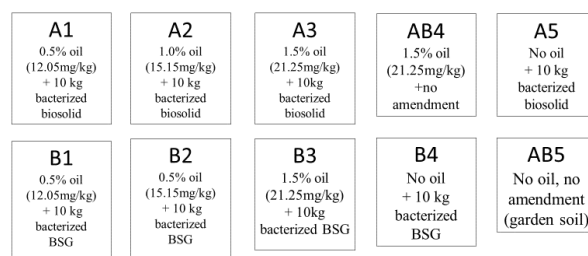 A1
0.5% oil
(12.05mg/kg)
+ 10 kg
bacterized
biosolid
A2
1.0% oil
(15.15mg/kg)
+ 10 kg
bacterized
biosolid
A3
1.5% oil
(21.25mg/kg)
+ 10kg
bacterized
biosolid
AB4
1.5% oil
(21.25mg/kg)
+no
amendment
A5
No oil
+ 10 kg
bacterized
biosolid
B1
0.5% oil
(12.05mg/kg)
+ 10 kg
bacterized
BSG
B2
0.5% oil
(15.15mg/kg)
+ 10 kg
bacterized
BSG
B3
1.5% oil
(21.25mg/kg)
+ 10kg
bacterized BSG
B4
No oil
+ 10 kg
bacterized
BSG
AB5
No oil, no
amendment
(garden soil)